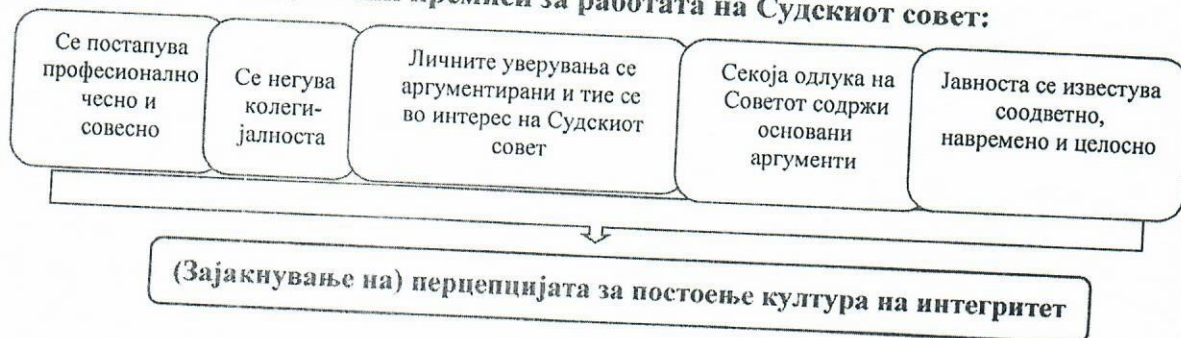 премиси за работата на Судскиот совет:
Се постапува
професионално
чесно и
совесно
Се негува
колеги-
јалноста
Личните уверувања се
аргументирани и тие се
во интерес на Судскиот
совет
Секоја одлука на
Советот содржи
основани
аргументи
Јавноста се известува
соодветно,
навремено и целосно
(Зајакнување на) перцепцијата за постоење култура на интегритет